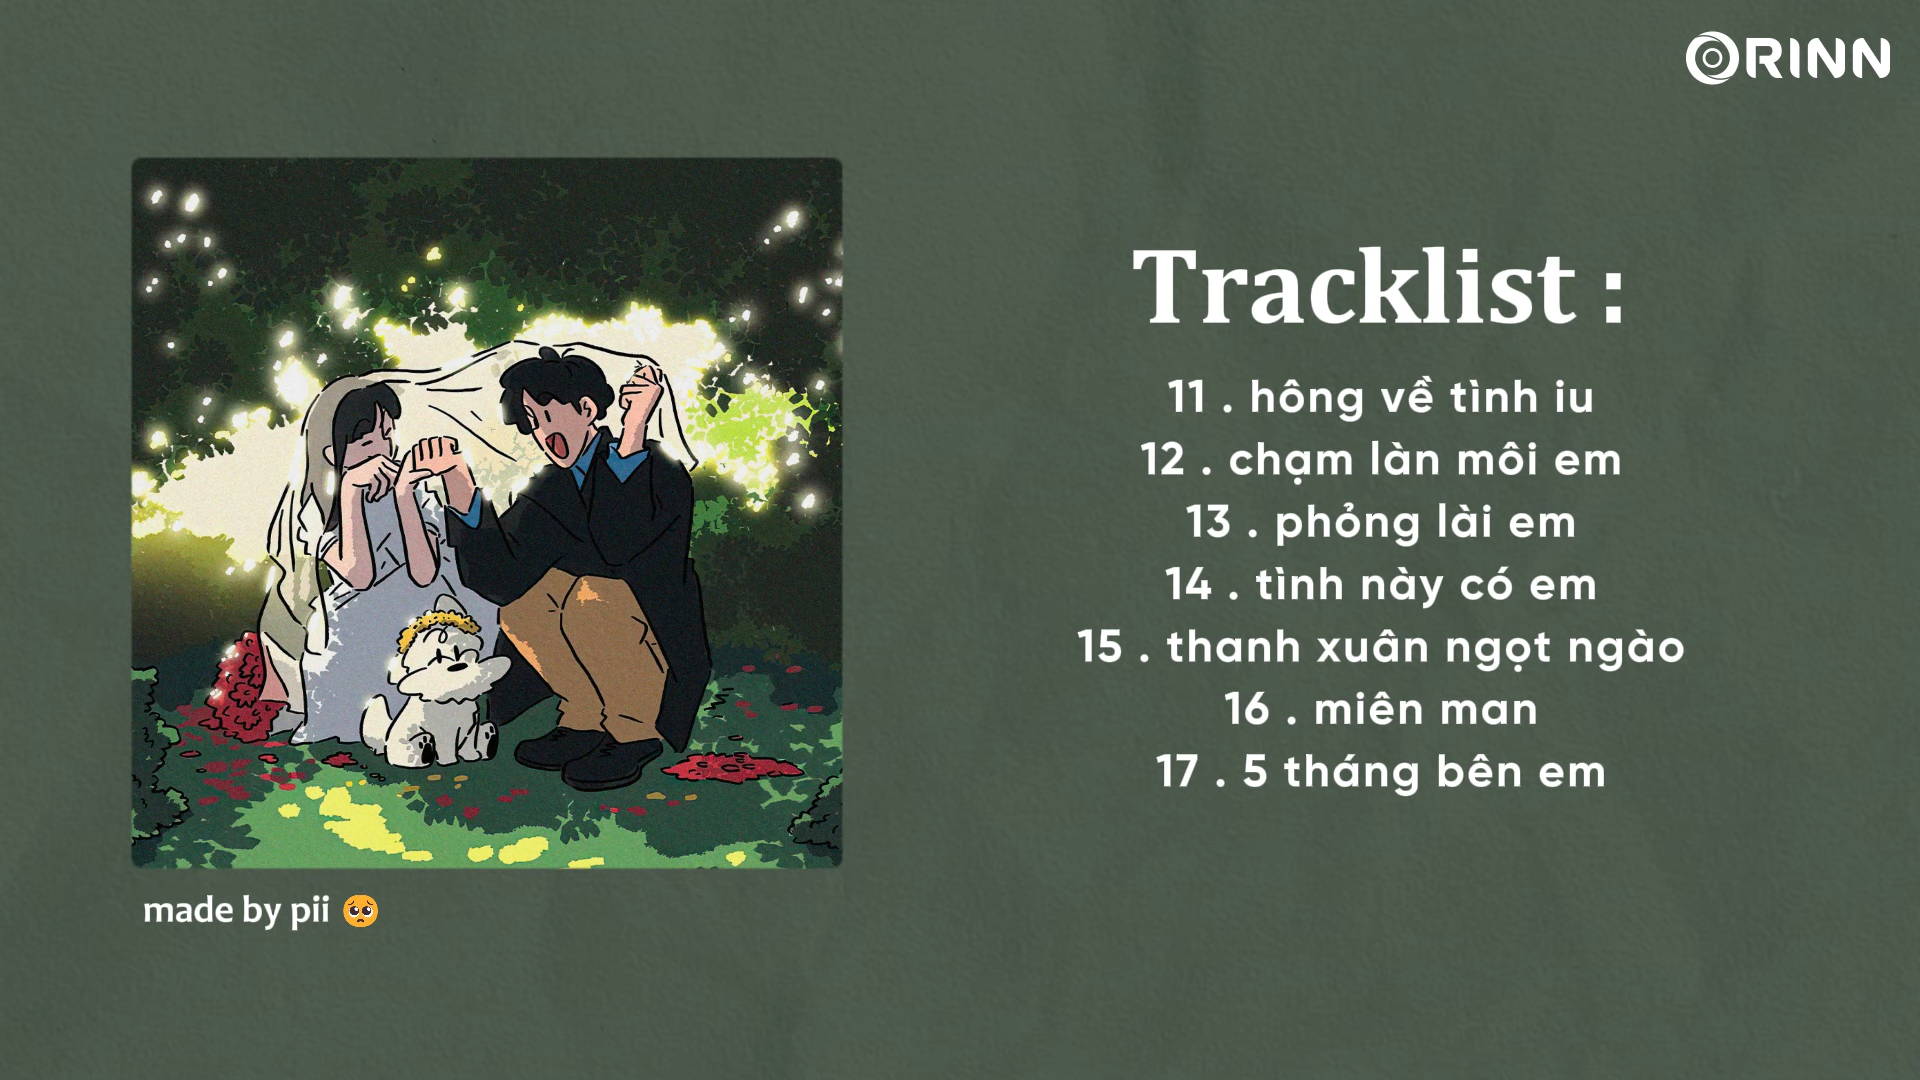 ORINN
Tracklist :
11 . hông về tình iu
12 . chạm làn môi em
13 . phỏng lài em
14 . tình này có em
15 . thanh xuân ngọt ngào
16 . miên man
17 . 5 tháng bên em
made by pii 🥺